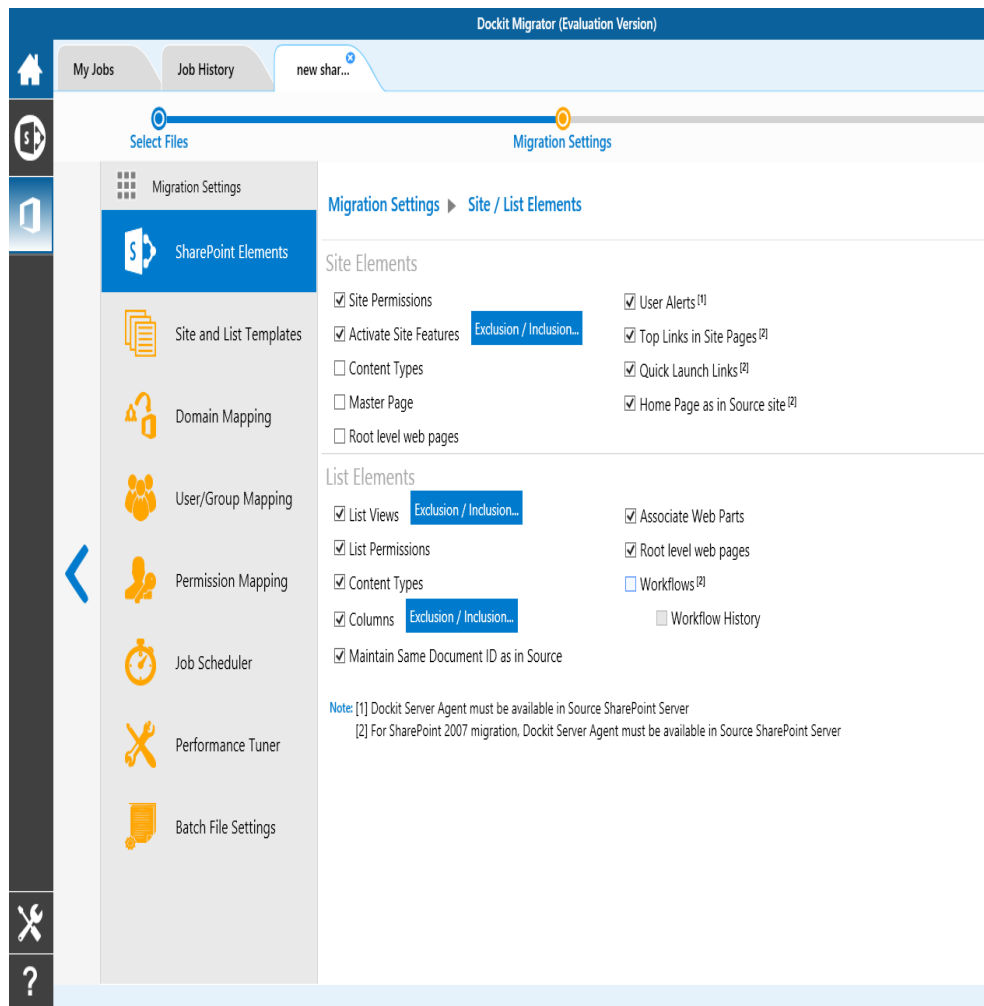 Dockit Migrator (Evaluation Version)
My Jobs
Job History
new shar...
Select Files
Migration Settings
Migration Settings
SharePoint Elements
Site and List Templates
Domain Mapping
User/Group Mapping
Permission Mapping
Job Scheduler
Performance Tuner
Batch File Settings
Migration Settings ▶ Site / List Elements
Site Elements
Site Permissions
Activate Site Features
Exclusion / Inclusion...
Content Types
Master Page
Root level web pages
User Alerts [1]
Top Links in Site Pages [2]
Quick Launch Links [2]
Home Page as in Source site [2]
List Elements
List Views
Exclusion / Inclusion...
List Permissions
Content Types
Columns
Exclusion / Inclusion...
Maintain Same Document ID as in Source
Associate Web Parts
Root level web pages
Workflows [2]
Workflow History
Note: [1] Dockit Server Agent must be available in Source SharePoint Server
[2] For SharePoint 2007 migration, Dockit Server Agent must be available in Source SharePoint Server